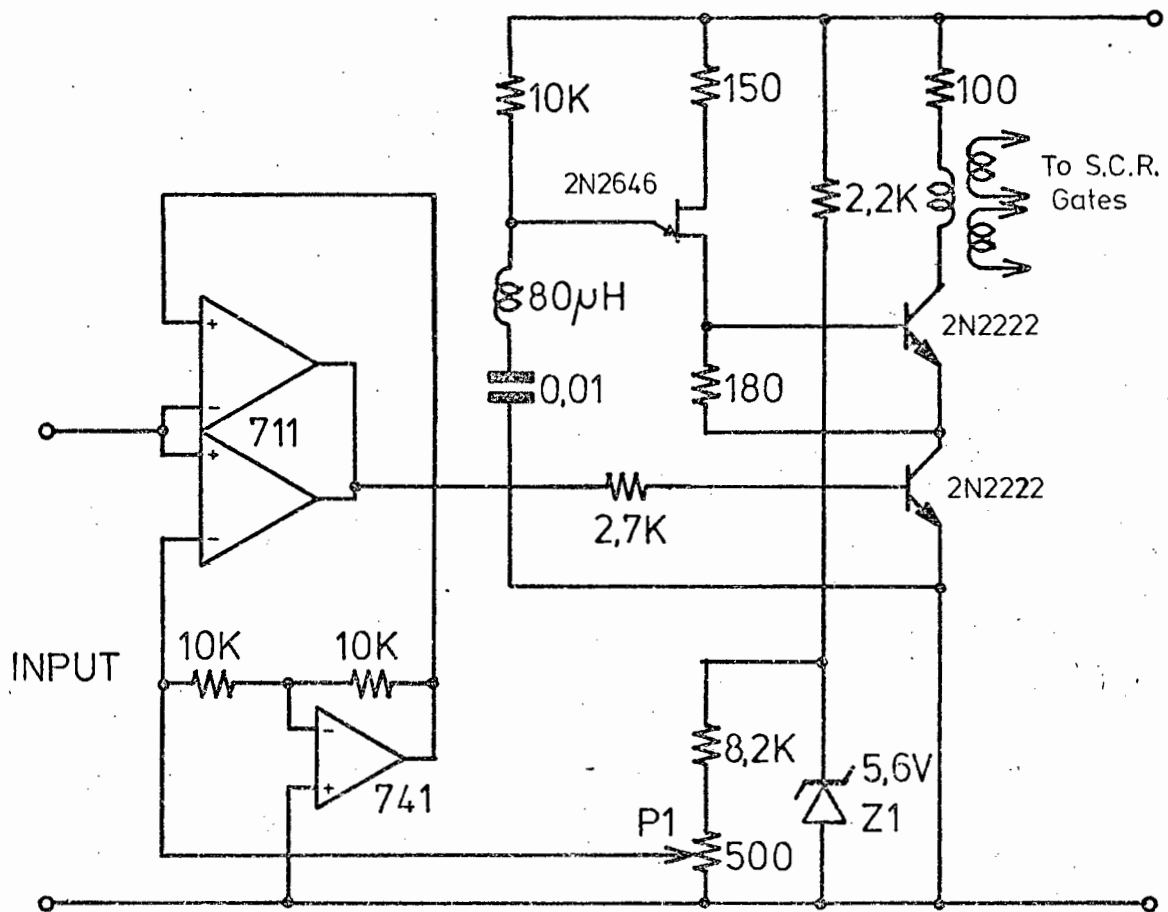 10K
150
100
To S.C.R.
Gates
2N2646
2,2K
80µH
2N2222
+
0,01
180
-
711
+
2N2222
2,7K
-
10K
10K
INPUT
-
8,2K
5,6V
+
741
Z1
P1
500